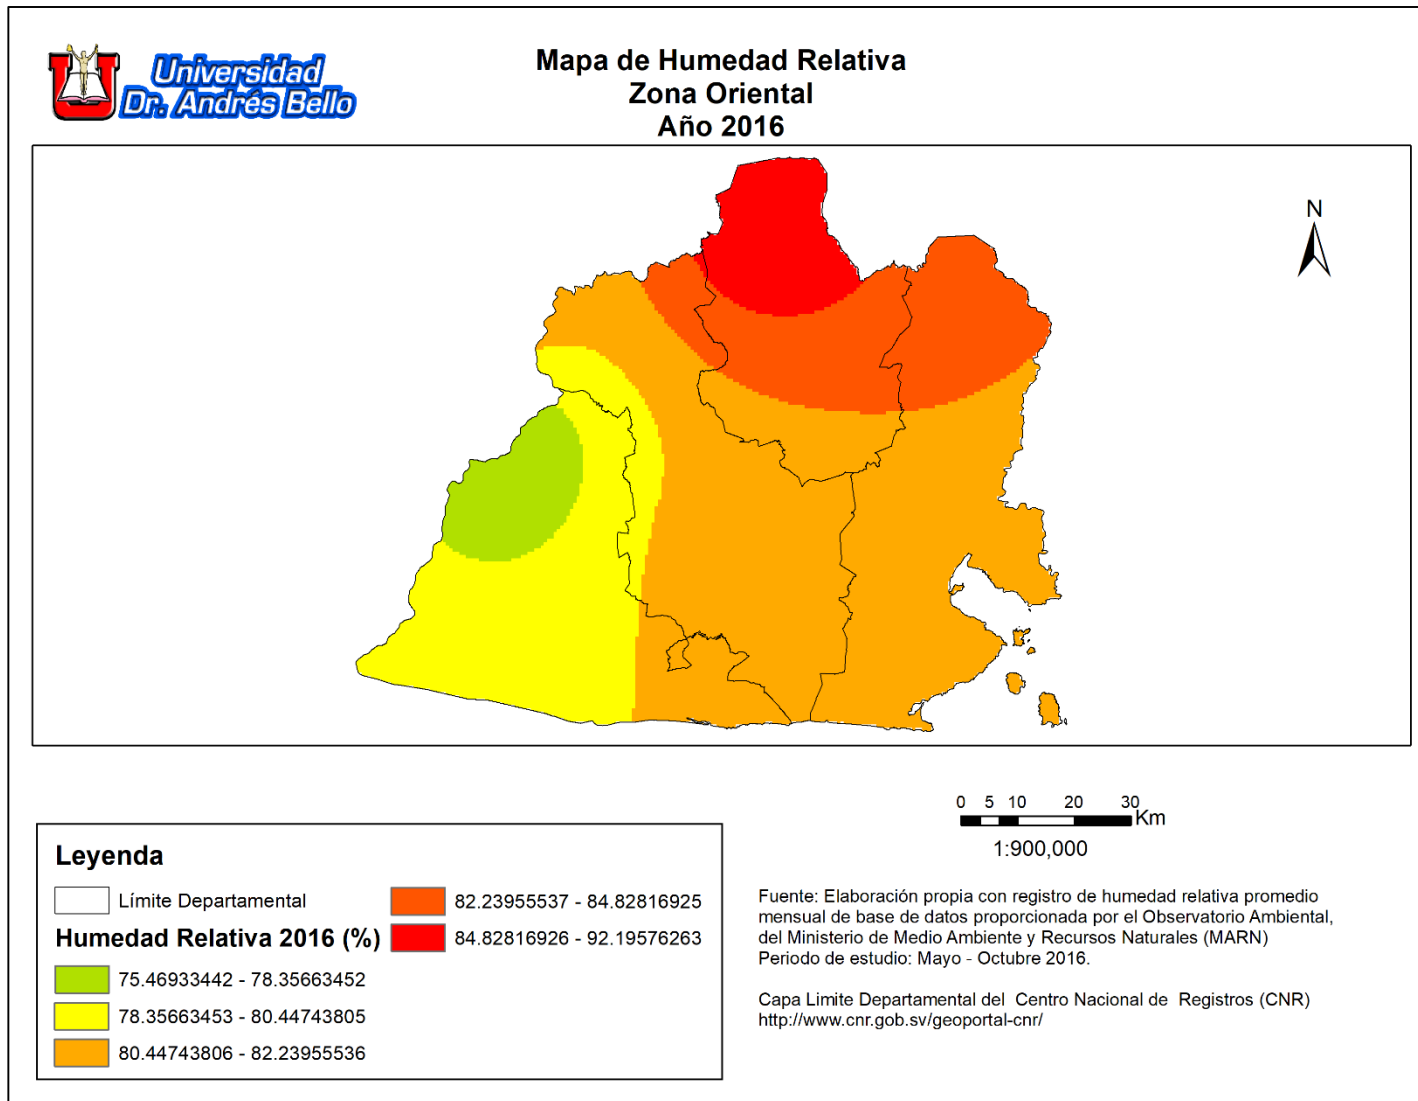 Universidad
Dr. Andrés Bello
Mapa de Humedad Relativa
Zona Oriental
Año 2016
N
0 5 10 20 30
Km
1:900,000
Leyenda
Límite Departamental
Humedad Relativa 2016 (%)
75.46933442 - 78.35663452
78.35663453 - 80.44743805
80.44743806 - 82.23955536
82.23955537 - 84.82816925
84.82816926 - 92.19576263
Fuente: Elaboración propia con registro de humedad relativa promedio
mensual de base de datos proporcionada por el Observatorio Ambiental,
del Ministerio de Medio Ambiente y Recursos Naturales (MARN)
Periodo de estudio: Mayo - Octubre 2016.
Capa Limite Departamental del Centro Nacional de Registros (CNR)
http://www.cnr.gob.sv/geoportal-cnr/